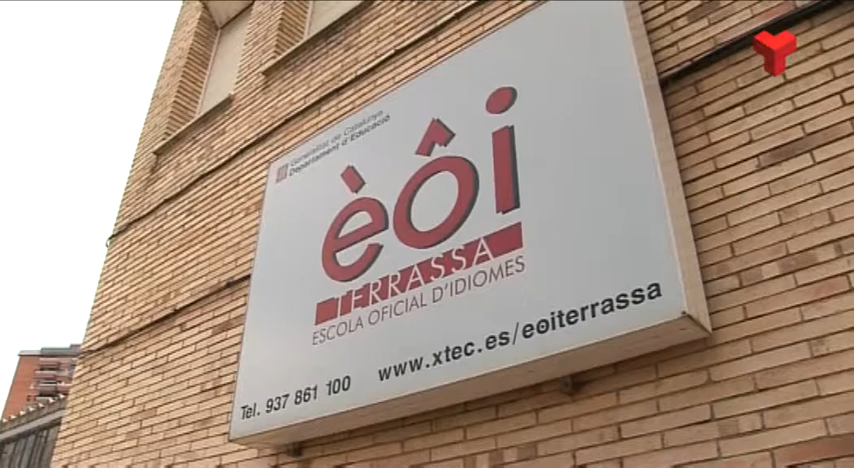 Generalitat de Catalunya
Departament d'Educació
èôi
TERRASSA
ESCOLA OFICIAL D'IDIOMES
Tel. 937 861 100
www.xtec.es/eoiterrassa